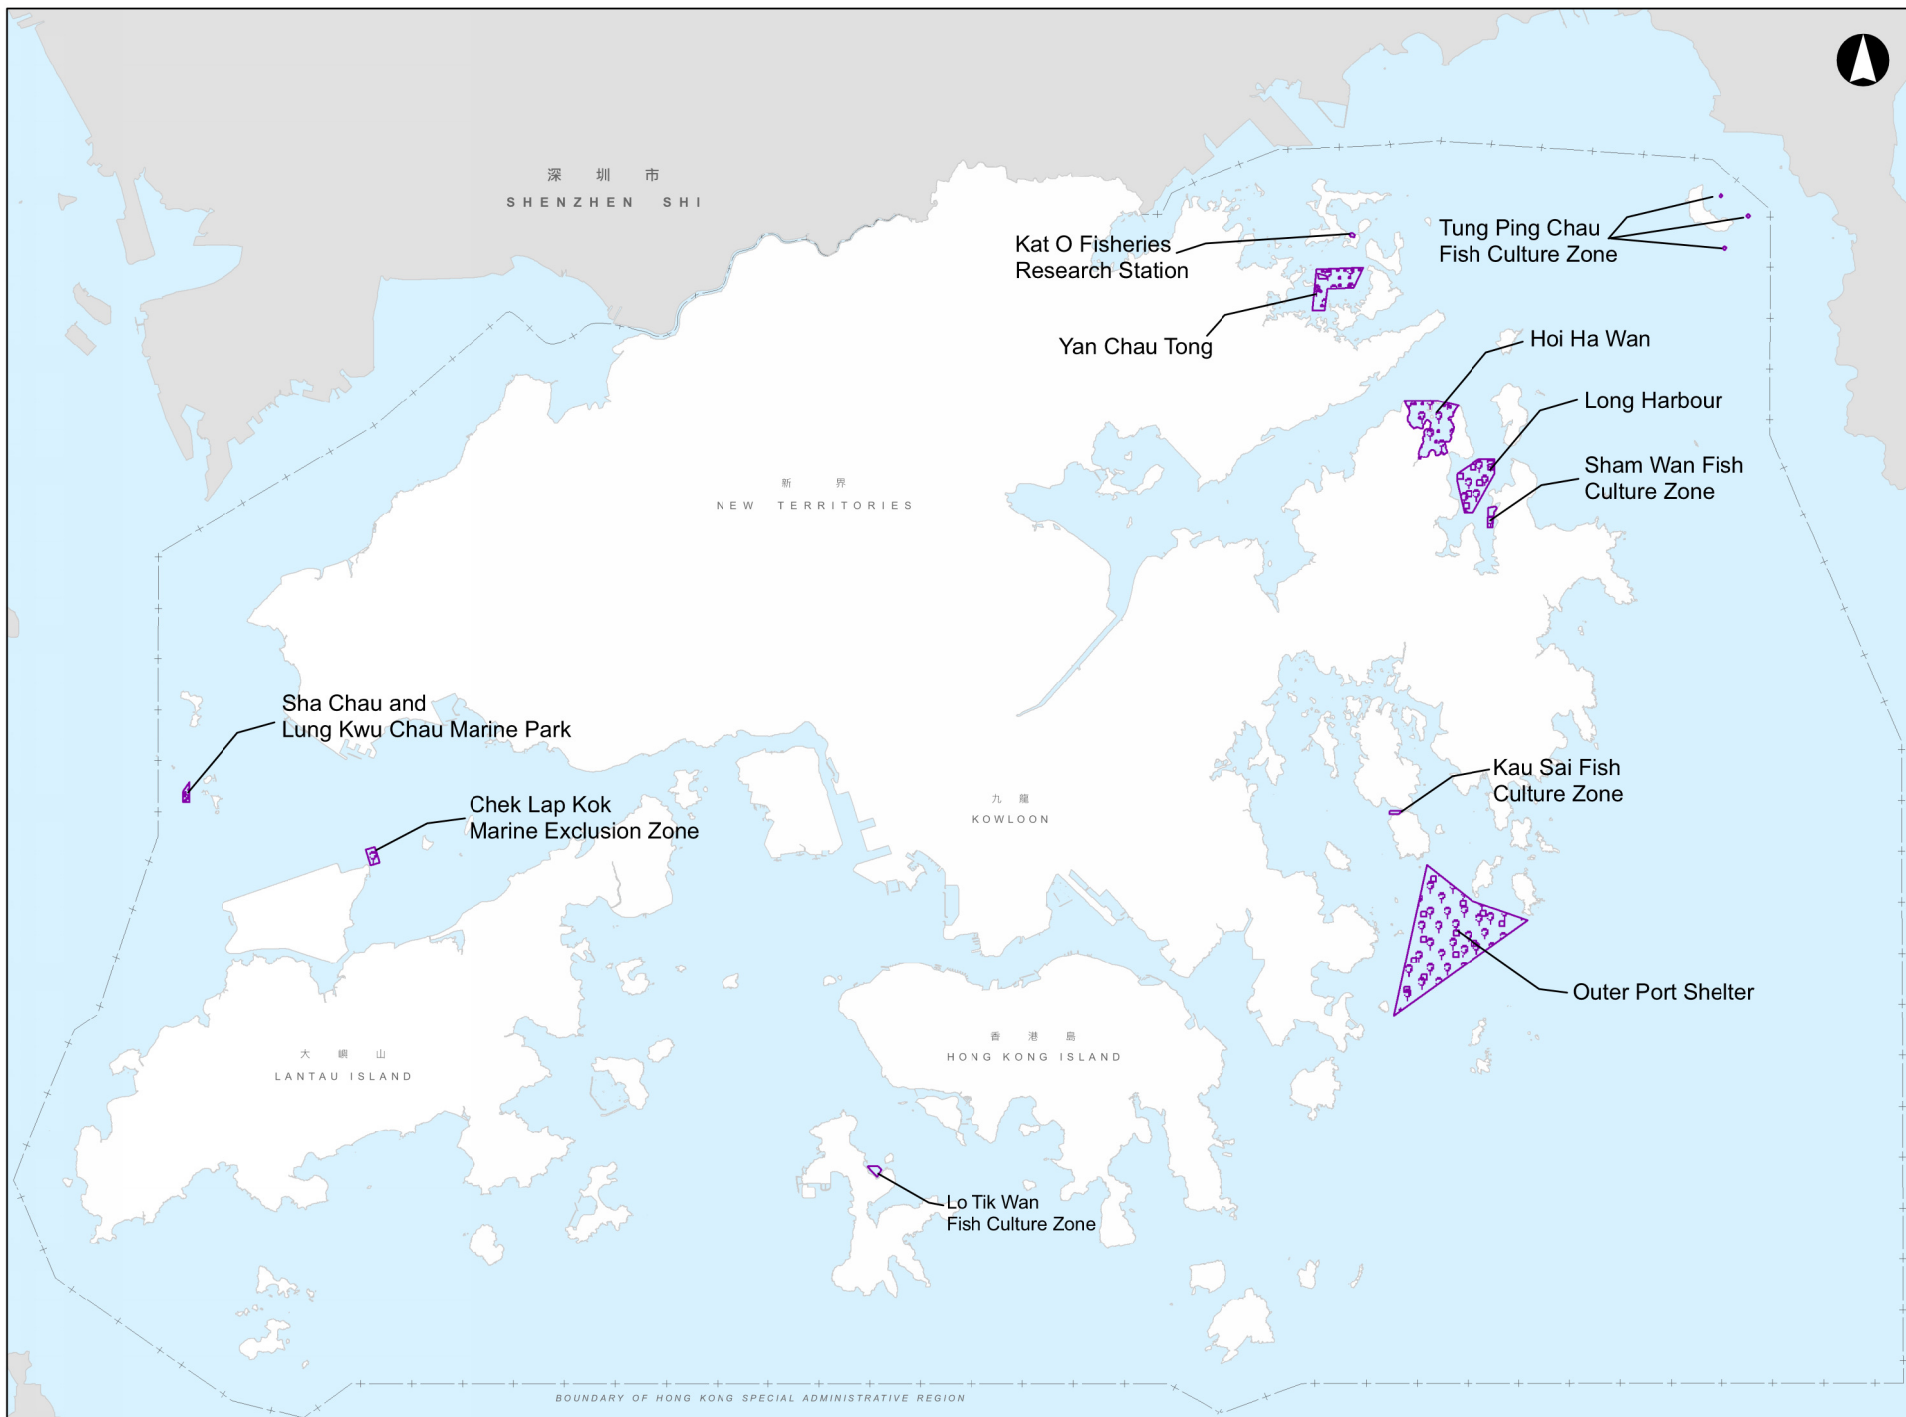 深 圳 市
SHENZHEN SHI
Kat O Fisheries
Research Station
Tung Ping Chau
Fish Culture Zone
Yan Chau Tong
Hoi Ha Wan
Long Harbour
Sham Wan Fish
Culture Zone
新 界
NEW TERRITORIES
Sha Chau and
Lung Kwu Chau Marine Park
Chek Lap Kok
Marine Exclusion Zone
九 龍
KOWLOON
Kau Sai Fish
Culture Zone
Outer Port Shelter
香 港 島
HONG KONG ISLAND
大 嶼 山
LANTAU ISLAND
Lo Tik Wan
Fish Culture Zone
BOUNDARY OF HONG KONG SPECIAL ADMINISTRATIVE REGION